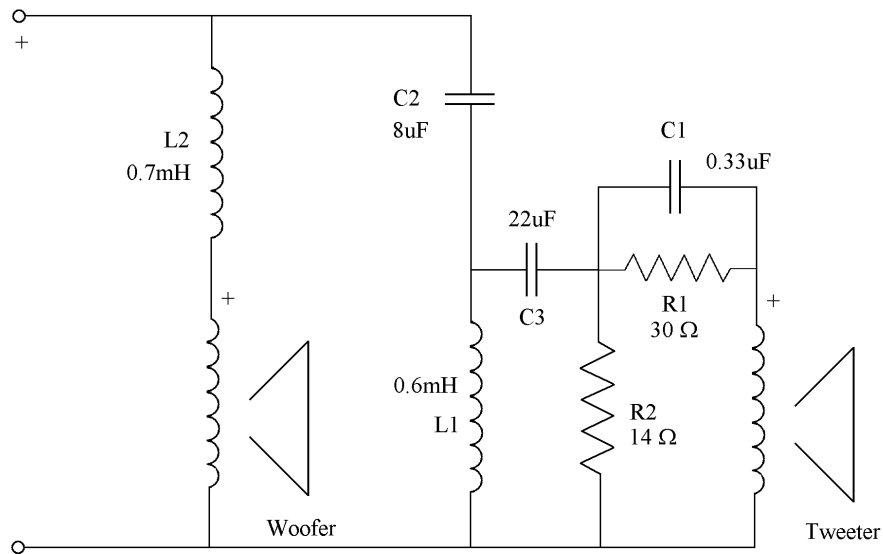 +
C2
8uF
L2
0.7mH
C1
0.33uF
22uF
C3
R1
30 Ω
+
+
0.6mH
L1
R2
14 Ω
Woofer
Tweeter